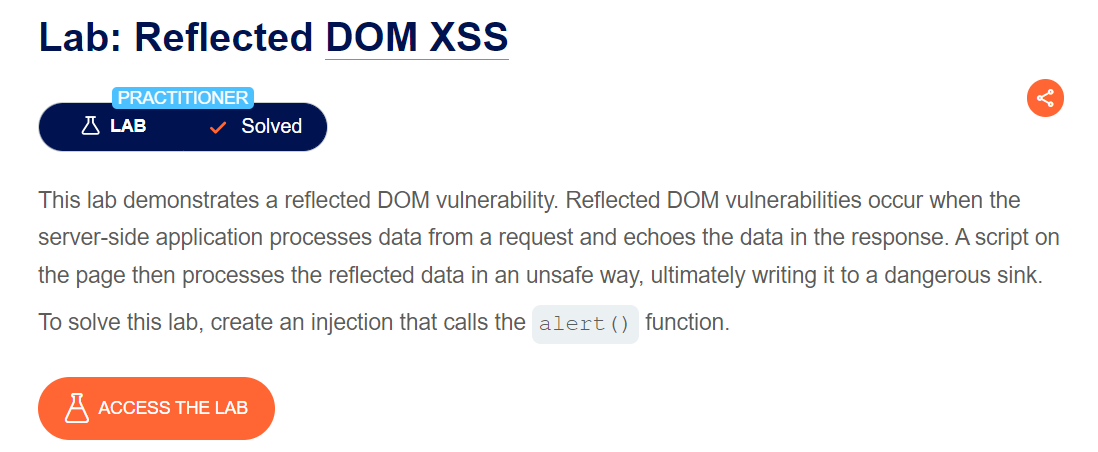 Lab: Reflected DOM XSS
PRACTITIONER
LAB Solved
This lab demonstrates a reflected DOM vulnerability. Reflected DOM vulnerabilities occur when the
server-side application processes data from a request and echoes the data in the response. A script on
the page then processes the reflected data in an unsafe way, ultimately writing it to a dangerous sink.
To solve this lab, create an injection that calls the alert() function.
ACCESS THE LAB